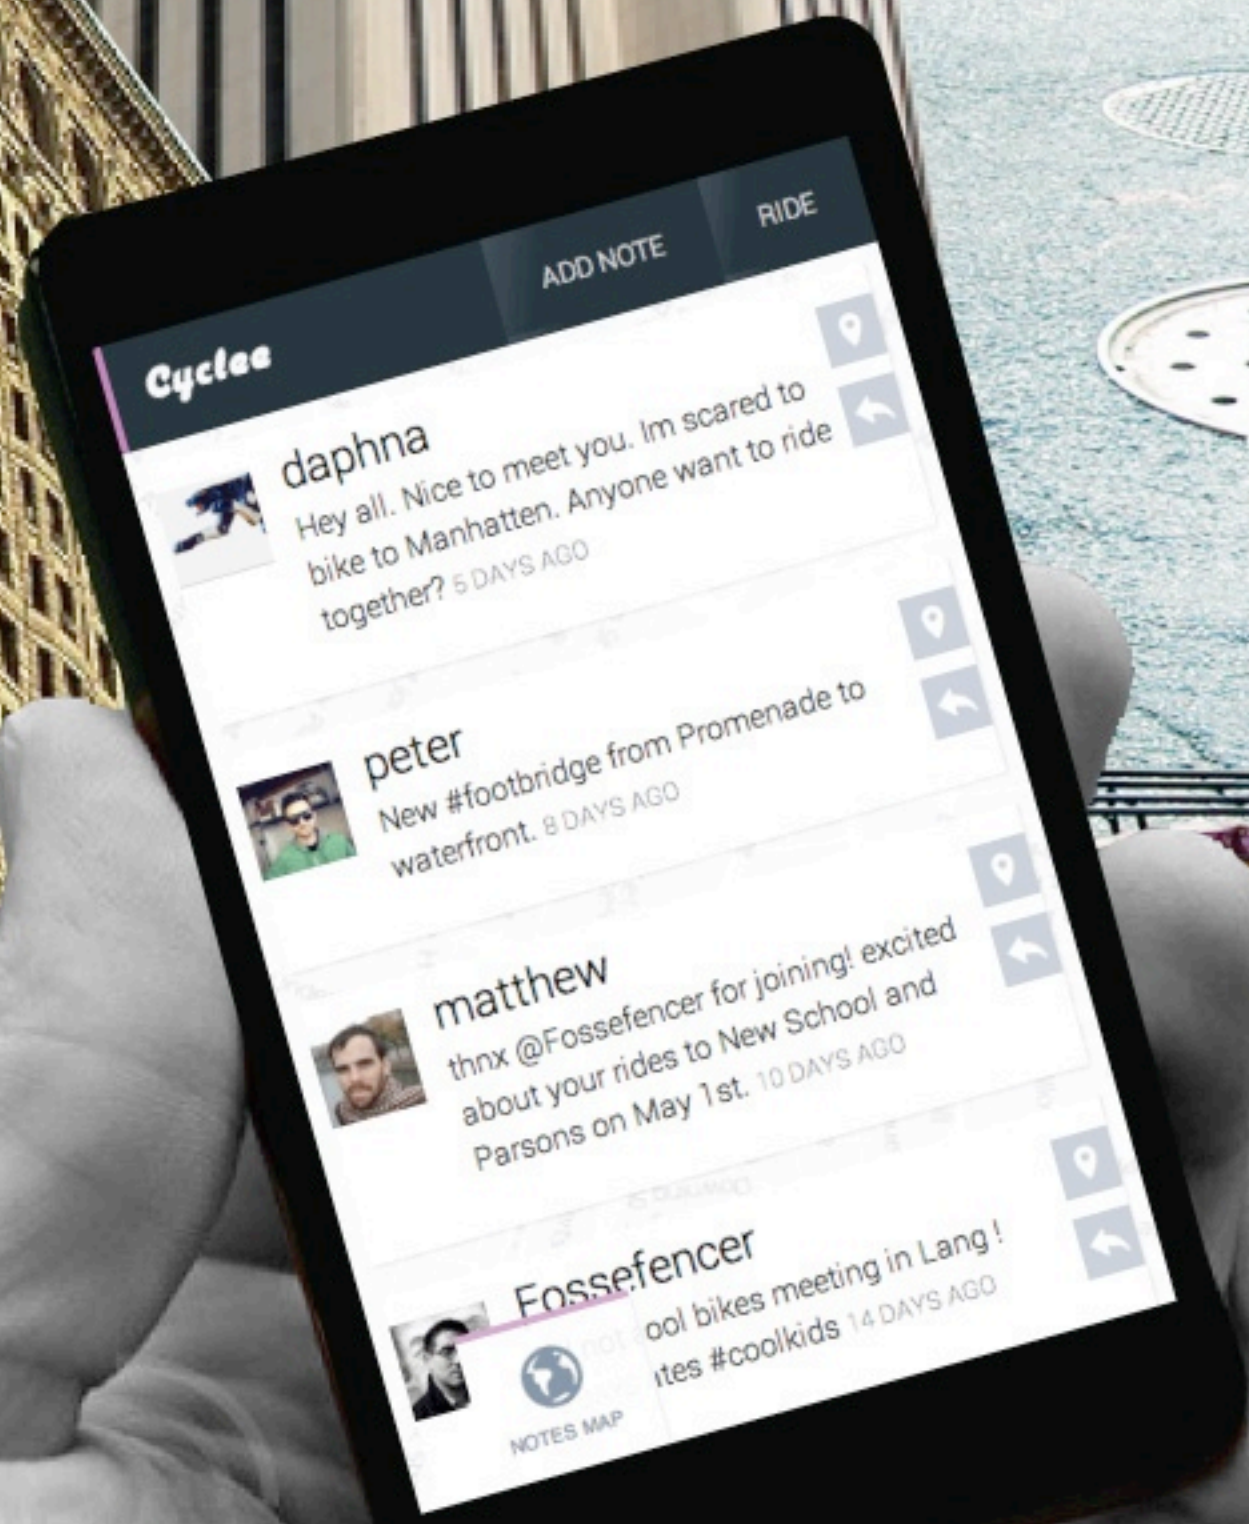 Cyclee
ADD NOTE
RIDE
daphna
Hey all. Nice to meet you. Im scared to
bike to Manhatten. Anyone want to ride
together? 5 DAYS AGO
peter
New #footbridge from Promenade to
waterfront. 8 DAYS AGO
matthew
thnx @Fossefencer for joining! excited
about your rides to New School and
Parsons on May 1st. 10 DAYS AGO
Fossefencer
ool bikes meeting in Lang !
tes #coolkids 14 DAYS AGO
NOTES MAP